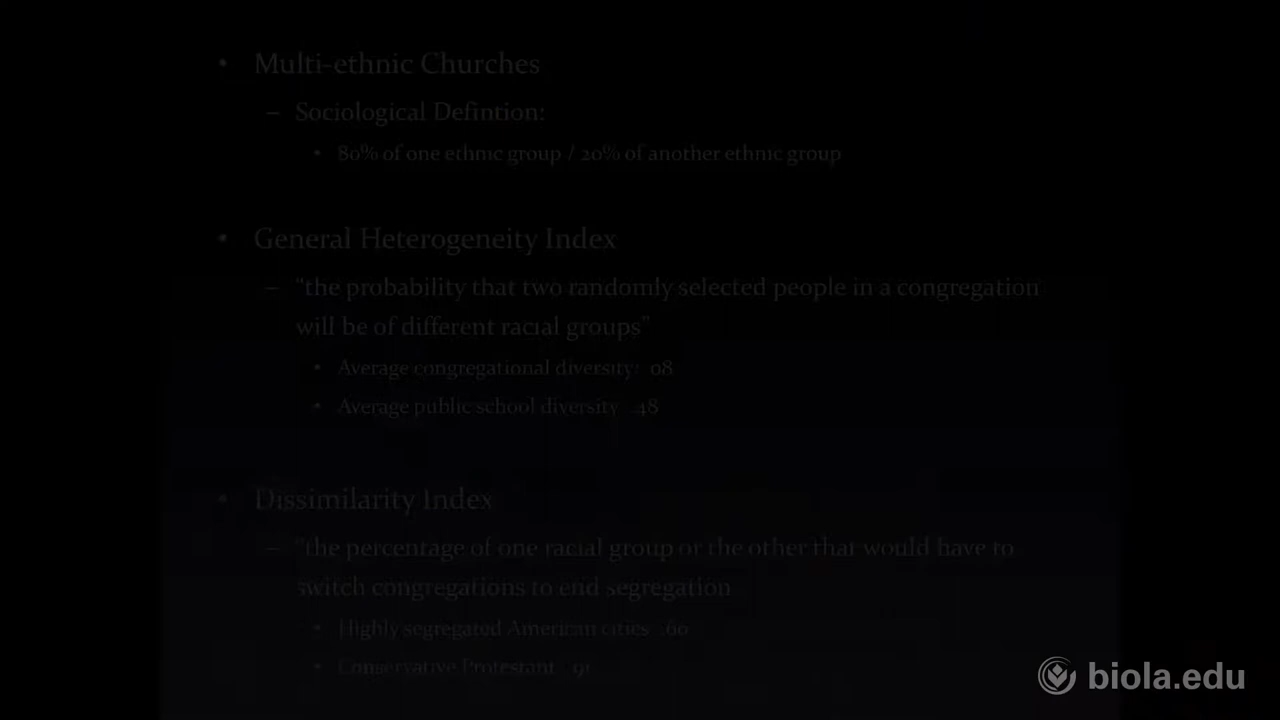 • Multi-ethnic Churches
– Sociological Defintion:
• 80% of one ethnic group / 20% of another ethnic group
• General Heterogeneity Index
– "the probability that two randomly selected people in a congregation
will be of different racial groups"
• Average congregational diversity: .08
• Average public school diversity: .48
• Dissimilarity Index
– "the percentage of one racial group or the other that would have to
switch congregations to end segregation
• Highly segregated American cities .60
• Conservative Protestant .91
biola.edu